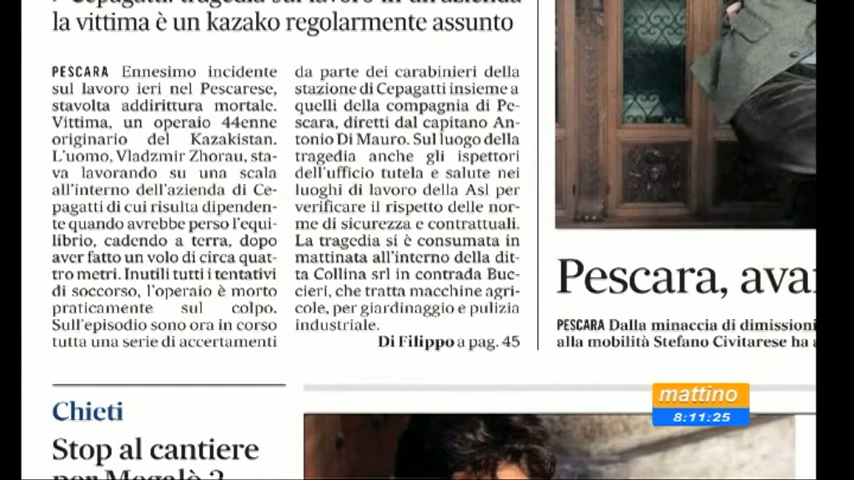 Cepagatti: tragedia sul lavoro in un'azienda
la vittima è un kazako regolarmente assunto
PESCARA Ennesimo incidente
sul lavoro ieri nel Pescarese,
stavolta addirittura mortale.
Vittima, un operaio 44enne
originario del Kazakistan.
L'uomo, Vladzmir Zhorau, sta-
va lavorando su una scala
all'interno dell'azienda di Ce-
pagatti di cui risulta dipenden-
te quando avrebbe perso l'equi-
librio, cadendo a terra, dopo
aver fatto un volo di circa quat-
tro metri. Inutili tutti i tentativi
di soccorso, l'operaio è morto
praticamente sul colpo.
Sull'episodio sono ora in corso
tutta una serie di accertamenti
da parte dei carabinieri della
stazione di Cepagatti insieme a
quelli della compagnia di Pe-
scara, diretti dal capitano An-
tonio Di Mauro. Sul luogo della
tragedia anche gli ispettori
dell'ufficio tutela e salute nei
luoghi di lavoro della Asl per
verificare il rispetto delle nor-
me di sicurezza e contrattuali.
La tragedia si è consumata in
mattinata all'interno della dit-
ta Collina srl in contrada Buc-
cieri, che tratta macchine agri-
cole, per giardinaggio e pulizia
industriale.
Di Filippo a pag. 45
Pescara, ava
PESCARA Dalla minaccia di dimissioni
alla mobilità Stefano Civitarese ha
mattino
8:11:25
Chieti
Stop al cantiere
per Megalò 2